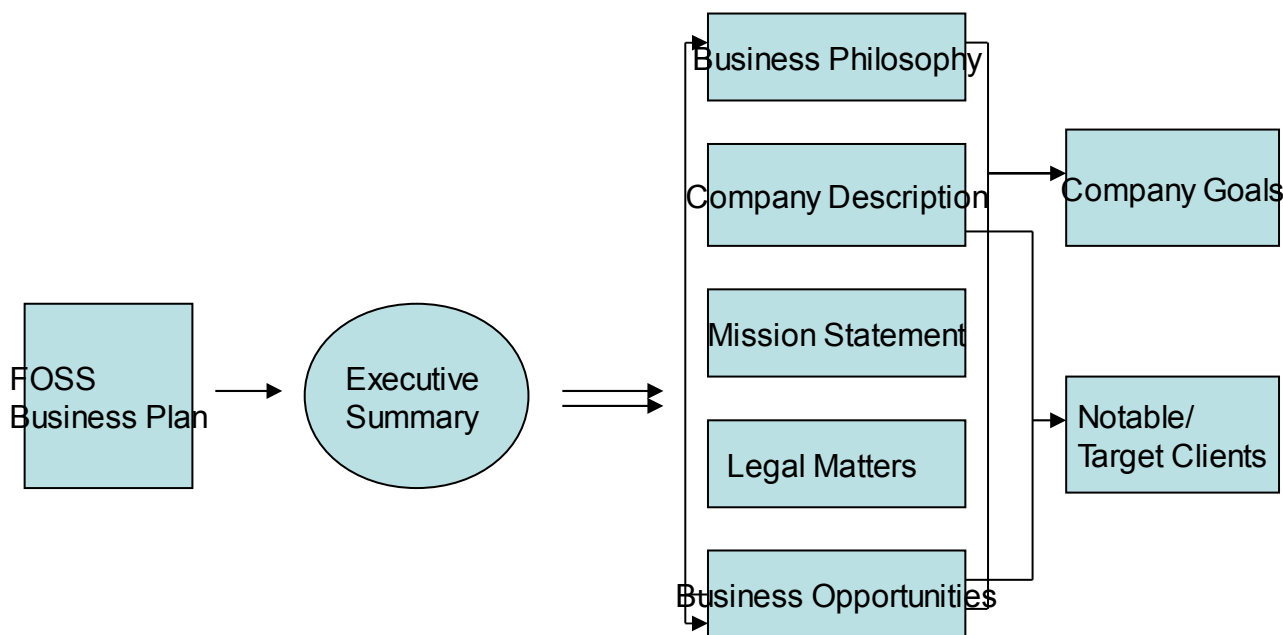 FOSS
Business Plan
Executive
Summary
Business Philosophy
Company Description
Mission Statement
Legal Matters
Business Opportunities
Company Goals
Notable/
Target Clients